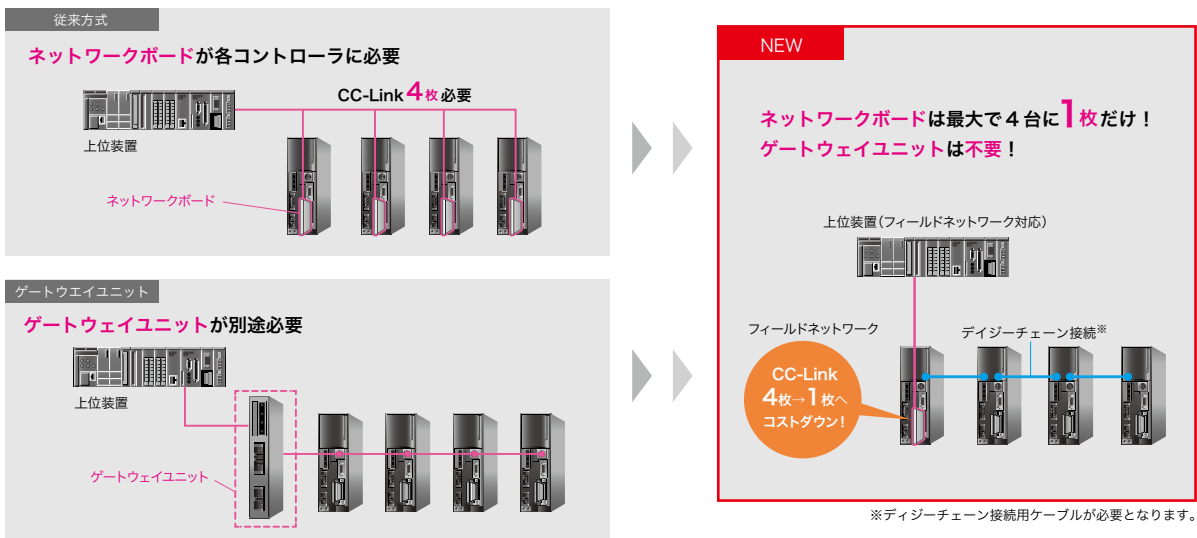 従来方式
ネットワークボードが各コントローラに必要
CC-Link 4枚必要
上位装置
ネットワークボード
ゲートウエイユニット
ゲートウェイユニットが別途必要
上位装置
ゲートウェイユニット
NEW
ネットワークボードは最大で4台に1枚だけ！
ゲートウェイユニットは不要！
上位装置（フィールドネットワーク対応）
フィールドネットワーク
デイジーチェーン接続※
CC-Link
4枚→1枚へ
コストダウン！
※ディジーチェーン接続用ケーブルが必要となります。